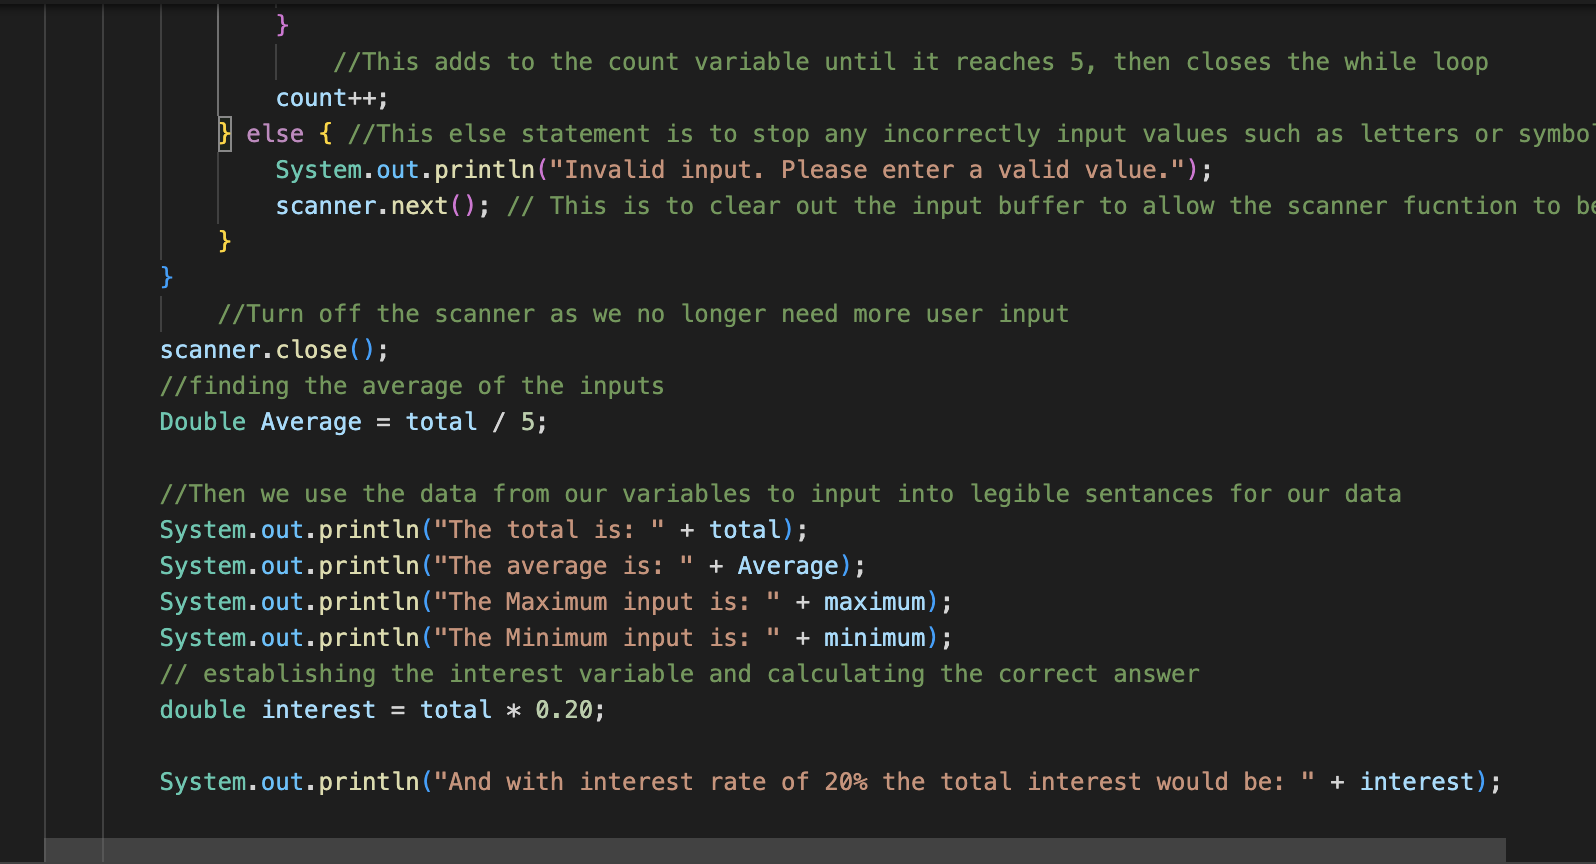 }
//This adds to the count variable until it reaches 5, then closes the while loop
count++;
} else { //This else statement is to stop any incorrectly input values such as letters or symbo
System.out.println("Invalid input. Please enter a valid value.");
scanner.next(); // This is to clear out the input buffer to allow the scanner fucntion to be
}
}
//Turn off the scanner as we no longer need more user input
scanner.close();
//finding the average of the inputs
Double Average = total / 5;
//Then we use the data from our variables to input into legible sentances for our data
System.out.println("The total is: " + total);
System.out.println("The average is: " + Average);
System.out.println("The Maximum input is: " + maximum);
System.out.println("The Minimum input is: " + minimum);
// establishing the interest variable and calculating the correct answer
double interest = total * 0.20;
System.out.println("And with interest rate of 20% the total interest would be: " + interest);